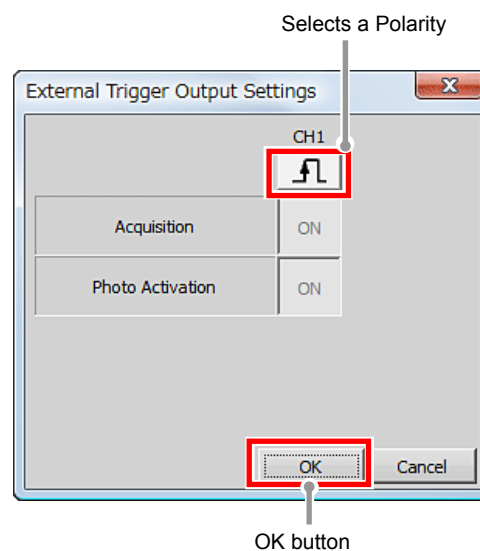 Selects a Polarity
External Trigger Output Settings
CH1
Acquisition ON
Photo Activation ON
OK Cancel
OK button